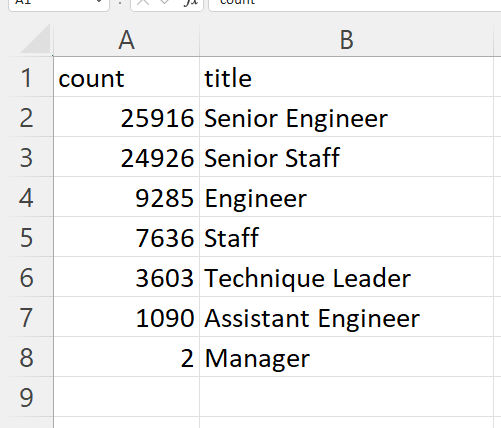 A1 fx count
A B
1 count title
2 25916 Senior Engineer
3 24926 Senior Staff
4 9285 Engineer
5 7636 Staff
6 3603 Technique Leader
7 1090 Assistant Engineer
8 2 Manager
9